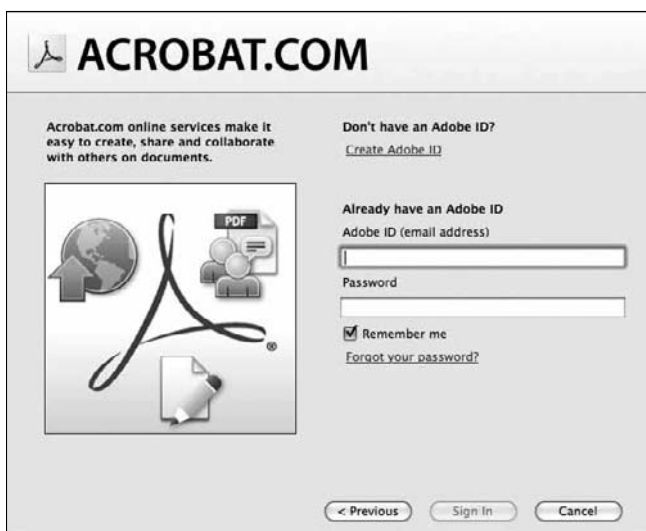 ACROBAT.COM
Acrobat.com online services make it
easy to create, share and collaborate
with others on documents.
Don't have an Adobe ID?
Create Adobe ID
PDF
Already have an Adobe ID
Adobe ID (email address)
Password
Remember me
®
Forgot your password?
< Previous
Sign In
Cancel